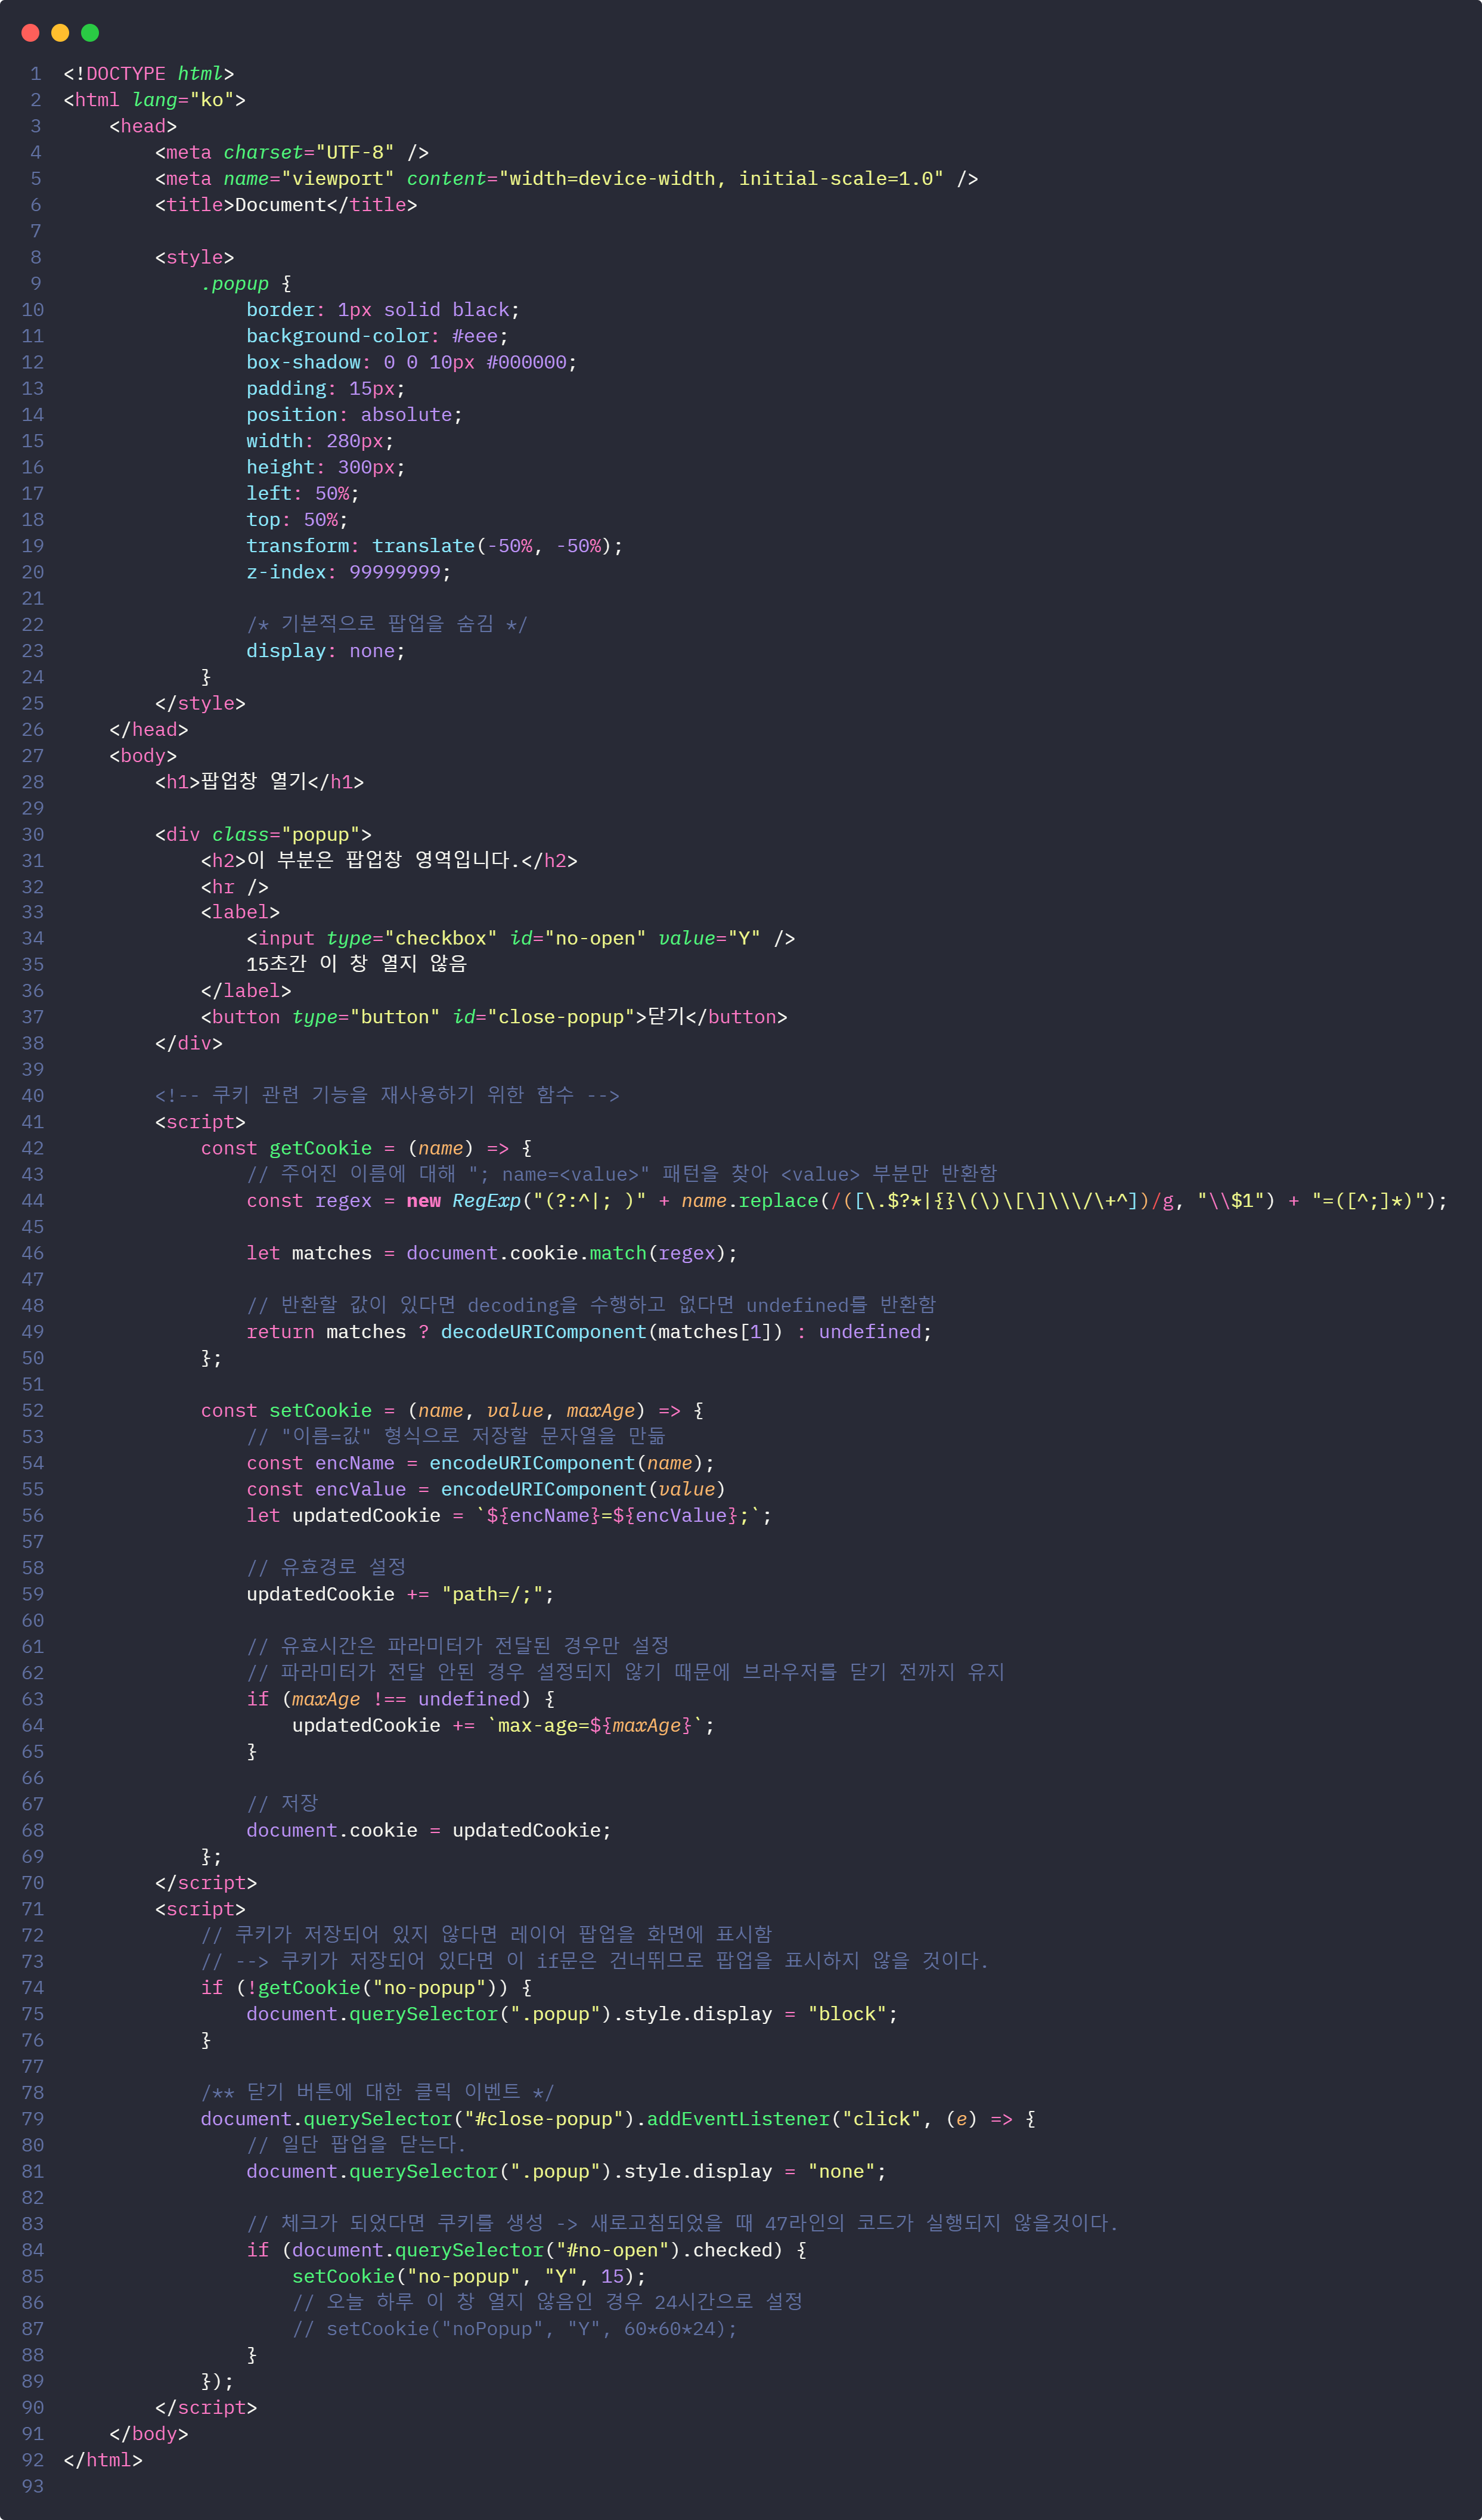 1 <!DOCTYPE html>
2 <html lang="ko">
3     <head>
4         <meta charset="UTF-8" />
5         <meta name="viewport" content="width=device-width, initial-scale=1.0" />
6         <title>Document</title>
7
8         <style>
9             .popup {
10                 border: 1px solid black;
11                 background-color: #eee;
12                 box-shadow: 0 0 10px #000000;
13                 padding: 15px;
14                 position: absolute;
15                 width: 280px;
16                 height: 300px;
17                 left: 50%;
18                 top: 50%;
19                 transform: translate(-50%, -50%);
20                 z-index: 99999999;
21
22                 /* 기본적으로 팝업을 숨김 */
23                 display: none;
24             }
25         </style>
26     </head>
27     <body>
28         <h1>팝업창 열기</h1>
29
30         <div class="popup">
31             <h2>이 부분은 팝업창 영역입니다.</h2>
32             <hr />
33             <label>
34                 <input type="checkbox" id="no-open" value="Y" />
35                 15초간 이 창 열지 않음
36             </label>
37             <button type="button" id="close-popup">닫기</button>
38         </div>
39
40         <!-- 쿠키 관련 기능을 재사용하기 위한 함수 -->
41         <script>
42             const getCookie = (name) => {
43                 // 주어진 이름에 대해 "; name=<value>" 패턴을 찾아 <value> 부분만 반환함
44                 const regex = new RegExp("(?:^|; )" + name.replace(/([\.$?*|{}\(\)\[\]\\\/\+^])/g, "\\$1") + "=([^;]*)");
45
46                 let matches = document.cookie.match(regex);
47
48                 // 반환할 값이 있다면 decoding을 수행하고 없다면 undefined를 반환함
49                 return matches ? decodeURIComponent(matches[1]) : undefined;
50             };
51
52             const setCookie = (name, value, maxAge) => {
53                 // "이름=값" 형식으로 저장할 문자열을 만듦
54                 const encName = encodeURIComponent(name);
55                 const encValue = encodeURIComponent(value)
56                 let updatedCookie = `${encName}=${encValue};`;
57
58                 // 유효경로 설정
59                 updatedCookie += "path=/;";
60
61                 // 유효시간은 파라미터가 전달된 경우만 설정
62                 // 파라미터가 전달 안된 경우 설정되지 않기 때문에 브라우저를 닫기 전까지 유지
63                 if (maxAge !== undefined) {
64                     updatedCookie += `max-age=${maxAge}`;
65                 }
66
67                 // 저장
68                 document.cookie = updatedCookie;
69             };
70         </script>
71         <script>
72             // 쿠키가 저장되어 있지 않다면 레이어 팝업을 화면에 표시함
73             // --> 쿠키가 저장되어 있다면 이 if문은 건너뛰므로 팝업을 표시하지 않을 것이다.
74             if (!getCookie("no-popup")) {
75                 document.querySelector(".popup").style.display = "block";
76             }
77
78             /** 닫기 버튼에 대한 클릭 이벤트 */
79             document.querySelector("#close-popup").addEventListener("click", (e) => {
80                 // 일단 팝업을 닫는다.
81                 document.querySelector(".popup").style.display = "none";
82
83                 // 체크가 되었다면 쿠키를 생성 -> 새로고침되었을 때 47라인의 코드가 실행되지 않을것이다.
84                 if (document.querySelector("#no-open").checked) {
85                     setCookie("no-popup", "Y", 15);
86                     // 오늘 하루 이 창 열지 않음인 경우 24시간으로 설정
87                     // setCookie("noPopup", "Y", 60*60*24);
88                 }
89             });
90         </script>
91     </body>
92 </html>
93